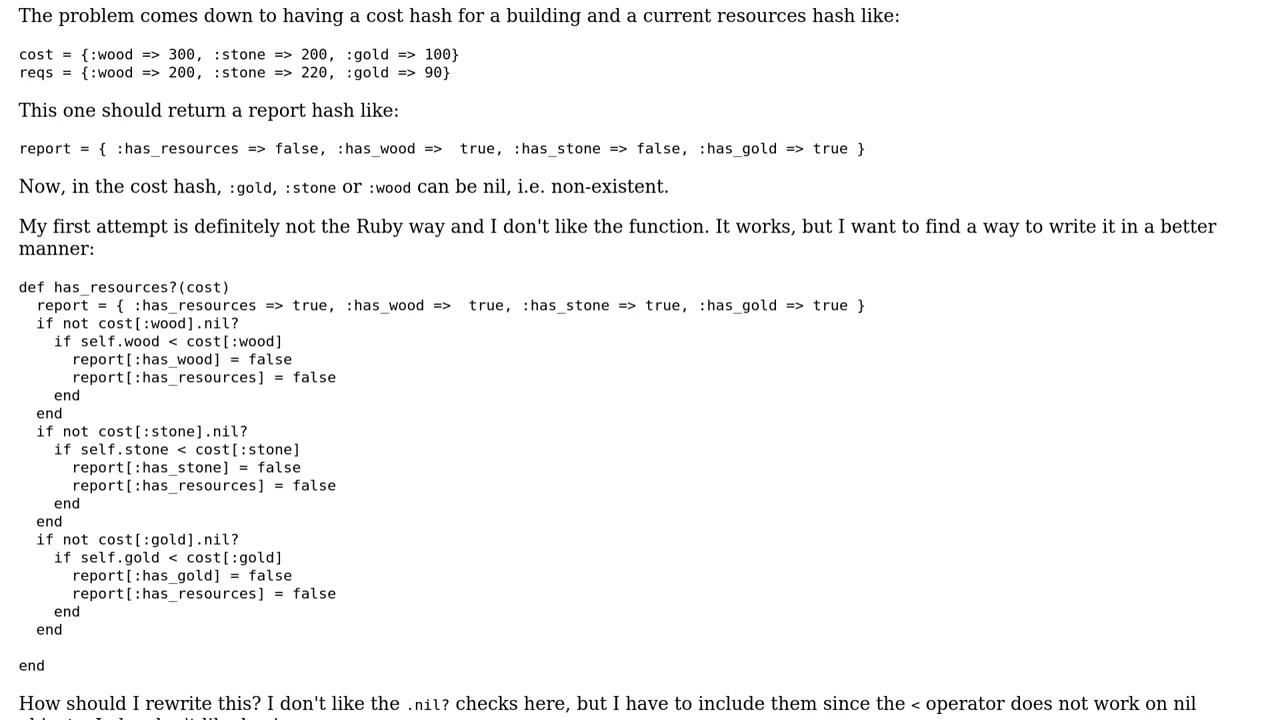 The problem comes down to having a cost hash for a building and a current resources hash like:
cost = {:wood => 300, :stone => 200, :gold => 100}
reqs = {:wood => 200, :stone => 220, :gold => 90}
This one should return a report hash like:
report = { :has_resources => false, :has_wood =>  true, :has_stone => false, :has_gold => true }
Now, in the cost hash, :gold, :stone or :wood can be nil, i.e. non-existent.
My first attempt is definitely not the Ruby way and I don't like the function. It works, but I want to find a way to write it in a better
manner:
def has_resources?(cost)
  report = { :has_resources => true, :has_wood =>  true, :has_stone => true, :has_gold => true }
  if not cost[:wood].nil?
    if self.wood < cost[:wood]
      report[:has_wood] = false
      report[:has_resources] = false
    end
  end
  if not cost[:stone].nil?
    if self.stone < cost[:stone]
      report[:has_stone] = false
      report[:has_resources] = false
    end
  end
  if not cost[:gold].nil?
    if self.gold < cost[:gold]
      report[:has_gold] = false
      report[:has_resources] = false
    end
  end
end
How should I rewrite this? I don't like the .nil? checks here, but I have to include them since the < operator does not work on nil